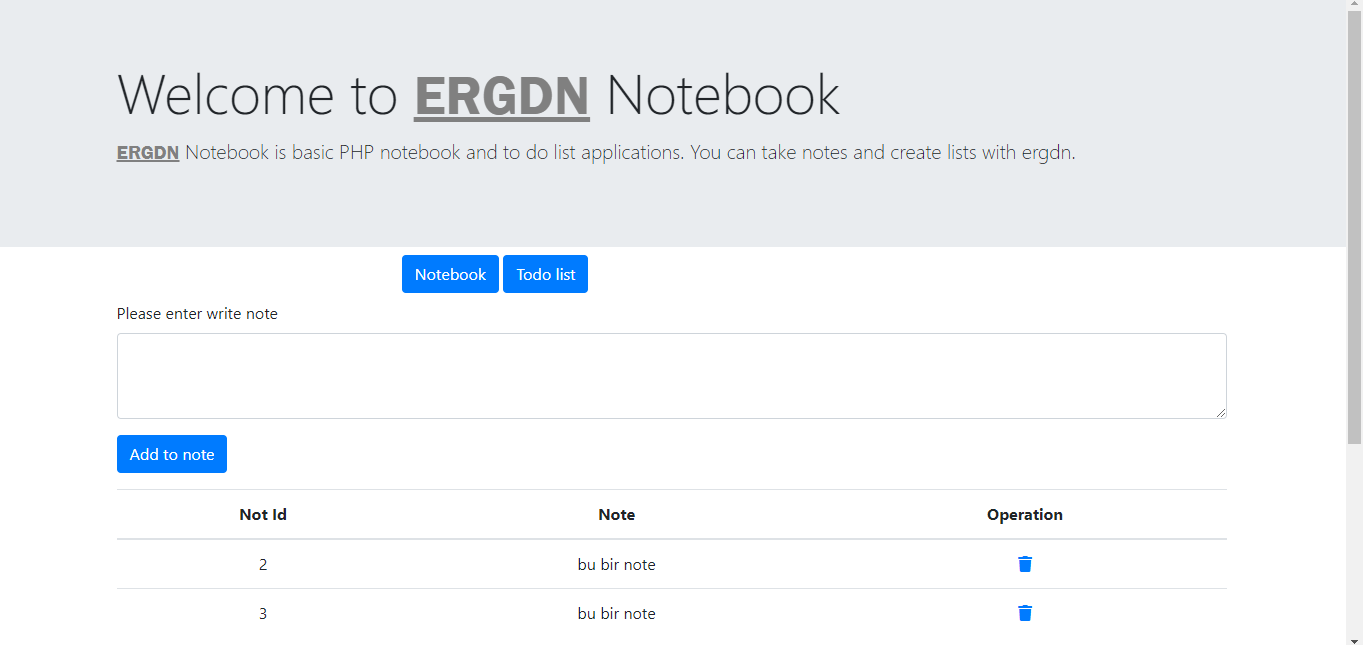 Welcome to ERGDN Notebook
ERGDN Notebook is basic PHP notebook and to do list applications. You can take notes and create lists with ergdn.
Notebook Todo list
Please enter write note
Add to note
Not Id Note Operation
2 bu bir note
3 bu bir note